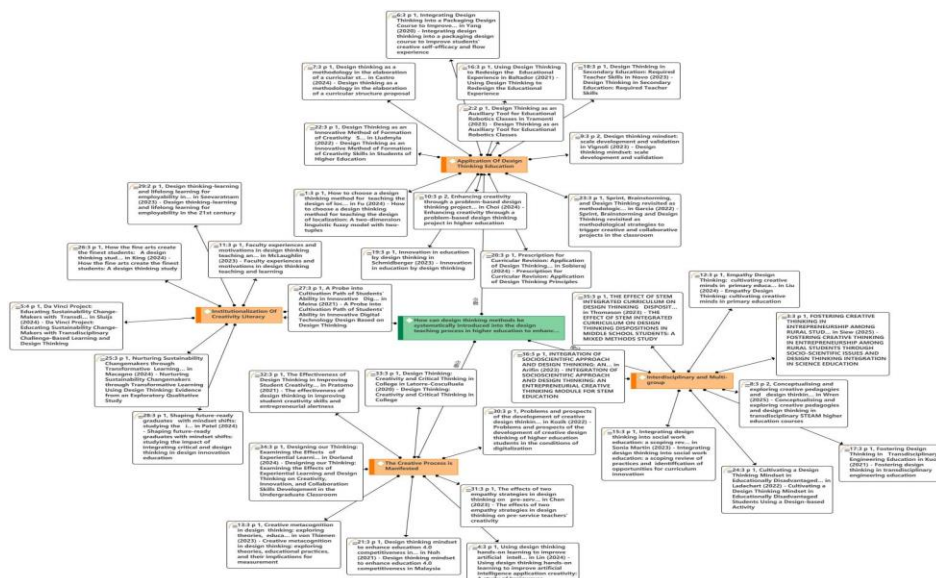 6:3 p 1, Integrating Design
Thinking into a Packaging Design
Course to Improve... in Yang
(2020) - Integrating design
thinking into a packaging design
course to improve students'
creative self-efficacy and flow
experience
7:3 p 1, Design thinking as a
methodology in the elaboration
of a curricular st... in Castro
(2024) - Design thinking as a
methodology in the elaboration
of a curricular structure proposal
16:3 p 1, Using Design Thinking
to Redesign the Educational
Experience in Baltador (2021) -
Using Design Thinking to
Redesign the Educational
Experience
Design Thinking in
Secondary Education: Required
Teacher Skills in Novo (2023) -
Design Thinking in
Secondary Education: Required
Teacher Skills
2:2 p 1, Design Thinking as an
Auxiliary Tool for Educational
Robotics Classes in Tramonti
(2023) - Design Thinking as an
Auxiliary Tool for Educational
Robotics Classes
22:3 p 1, Design Thinking as an
Innovative Method of Formation
of Creativity S... in Liudmyla
(2022) - Design Thinking as an
Innovative Method of Formation
of Creativity Skills in Students of
Higher Education
9:3 p 2, Design thinking mindset:
scale development and validation
in Vignoli (2023) - Design
thinking mindset: scale
development and validation
Application Of Design
Thinking Education
1:3 p 1, How to choose a design
thinking method for teaching the
design of loc... in Fu (2024) - How
to choose a design thinking method
for teaching the design
of localization: A two-dimension
linguistic fuzzy model with two-
tuples
10:3 p 2, Enhancing creativity
through a problem-based design
thinking project... in Choi (2024) -
Enhancing creativity through a
problem-based design thinking
project in higher education
23:3 p 1, Sprint, Brainstorming,
and Design Thinking revisited as
methodologic... in Garcia (2022) -
Sprint, Brainstorming and Design
Thinking revisited as
methodological strategies to
trigger creative and collaborative
projects in the classroom
19:3 p 1, Innovation in education
by design thinking in
Schmidberger (2023) - Innovation
in education by design thinking
20:3 p 1, Prescription for
Curricular Revision: Application
of Design Thinking... in Sobieraj
(2024) - Prescription for
Curricular Revision: Application
of Design Thinking Principles
29:2 p 1, Design thinking-learning
and lifelong learning for
employability in... in Seevaratnam
(2023) - Design thinking-learning
and lifelong learning for
employability in the 21st century
26:3 p 1, How the fine arts create
the finest students: A design
thinking stud... in King (2024) -
How the fine arts create the finest
students: A design thinking study
11:3 p 1, Faculty experiences and
motivations in design thinking
teaching an... in McLaughlin
(2023) - Faculty experiences and
motivations in design thinking
teaching and learning
5:4 p 1, Da Vinci Project:
Educating Sustainability Change-
Makers with Transdi... in Sluijs
(2024) - Da Vinci Project:
Educating Sustainability Change-
Makers with Transdisciplinary
Challenge-Based Learning and
Design Thinking
Institutionalization Of
Creativity Literacy
27:3 p 1, A Probe into
Cultivation Path of Students'
Ability in Innovative Dig... in
Meina (2021) - A Probe into
Cultivation Path of Students'
Ability in Innovative Digital
Technology Design Based on
Design Thinking
25:3 p 1, Nurturing Sustainability
Changemakers through
Transformative Learning... in
Macagno (2024) - Nurturing
Sustainability Changemakers
through Transformative Learning
Using Design Thinking: Evidence
from an Exploratory Qualitative
Study
28:3 p 1, Shaping future-ready
graduates with mindset shifts:
studying the i... in Patel (2024)
- Shaping future-ready
graduates with mindset shifts:
studying the impact of
integrating critical and design
thinking in design innovation
education
How can design thinking methods be
systematically introduced into the design
teaching process in higher education to enhanc...
THE EFFECT OF STEM
INTEGRATED CURRICULUM
ON DESIGN THINKING DISPOSIT...
in Thomason (2023) - THE
EFFECT OF STEM INTEGRATED
CURRICULUM ON DESIGN
THINKING DISPOSITIONS IN
MIDDLE SCHOOL STUDENTS: A
MIXED METHODS STUDY
12:3 p 1, Empathy Design
Thinking: cultivating creative
minds in primary educa... in
Liu (2024) - Empathy Design
Thinking: cultivating creative
minds in primary education
3:3 p 1, FOSTERING CREATIVE
THINKING IN
ENTREPRENEURSHIP AMONG
RURAL STUD... in Siew (2025) -
FOSTERING CREATIVE THINKING
IN ENTREPRENEURSHIP AMONG
RURAL STUDENTS THROUGH
SOCIO-SCIENTIFIC ISSUES AND
DESIGN THINKING INTEGRATION
IN SCIENCE EDUCATION
INTEGRATION OF
SOCIOSCIENTIFIC APPROACH
AND DESIGN THINKING: AN... in
Ariffin (2023) - INTEGRATION OF
SOCIOSCIENTIFIC APPROACH
AND DESIGN THINKING: AN
ENTREPRENEURIAL CREATIVE
THINKING MODULE FOR STEM
EDUCATION
Interdisciplinary and Multi-
group
8:3 p 2, Conceptualising and
exploring creative pedagogies
and design thinkin... in Wren
(2025) - Conceptualising and
exploring creative pedagogies
and design thinking in
transdisciplinary STEAM higher
education courses
15:3 p 1, Integrating design
thinking into social work
education: a scoping rev... in
(2023) - Integrating design
thinking into social work
education: a scoping review of
practices and identification
of opportunities for curriculum
innovation
24:3 p 1, Cultivating a Design
Thinking Mindset in
Educationally Disadvantaged... in
Ladachart (2022) - Cultivating a
Design Thinking Mindset in
Educationally Disadvantaged
Students Using a Design-based
Activity
17:3 p 1, Fostering Design
Thinking in Transdisciplinary
Engineering Education in
(2021) - Fostering design
thinking in transdisciplinary
engineering education
32:3 p 1, The Effectiveness of
Design Thinking in Improving
Student Creativity... in Pratomo
(2021) - The effectiveness of
design thinking in improving
student creativity skills and
entrepreneurial alertness
33:3 p 1, Design Thinking:
Creativity and Critical Thinking
in College in Latorre-Cosculluela
(2020) - Design Thinking:
Creativity and Critical Thinking
in College
30:3 p 1, Problems and prospects
of the development of creative
design thinkin... in
(2022) - Problems and prospects of the
development of creative design
thinking of higher education
students in the conditions of
digitalisation
34:3 p 1, Designing our Thinking:
Examining the Effects of
Experiential Learni... in Dorland
(2024) - Designing our Thinking:
Examining the Effects of
Experiential Learning and Design
Thinking on Creativity,
Innovation, and Collaboration
Skills Development in the
Undergraduate Classroom
The Creative Process is
Manifested
31:3 p 1, The effects of two
empathy strategies in design
thinking on pre-serv... in Chen
(2023) - The effects of two
empathy strategies in design
thinking on pre-service teachers'
creativity
13:3 p 1, Creative metacognition
in design thinking: exploring
theories, educa... in von Thienen
(2023) - Creative metacognition
in design thinking: exploring
theories, educational practices,
and their implications for
measurement
21:3 p 1, Design thinking mindset
to enhance education 4.0
competitiveness in... in Noh
(2021) - Design thinking mindset
to enhance education 4.0
competitiveness in Malaysia
4:3 p 1, Using design thinking
hands-on learning to improve
artificial intell... in Lin (2024) -
Using design thinking hands-on
learning to improve artificial
intelligence application creativity: